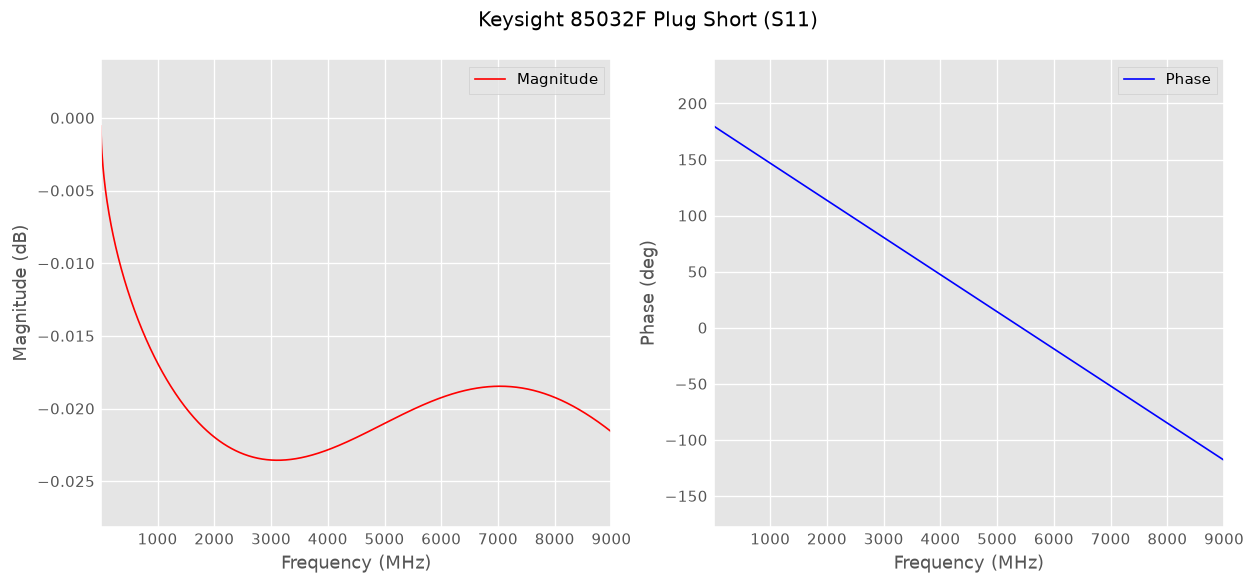 Keysight 85032F Plug Short (S11)
Magnitude
0.000
−0.005
−0.010
−0.015
−0.020
−0.025
Magnitude (dB)
1000 2000 3000 4000 5000 6000 7000 8000 9000
Frequency (MHz)
Phase
200
150
100
50
0
−50
−100
−150
Phase (deg)
1000 2000 3000 4000 5000 6000 7000 8000 9000
Frequency (MHz)